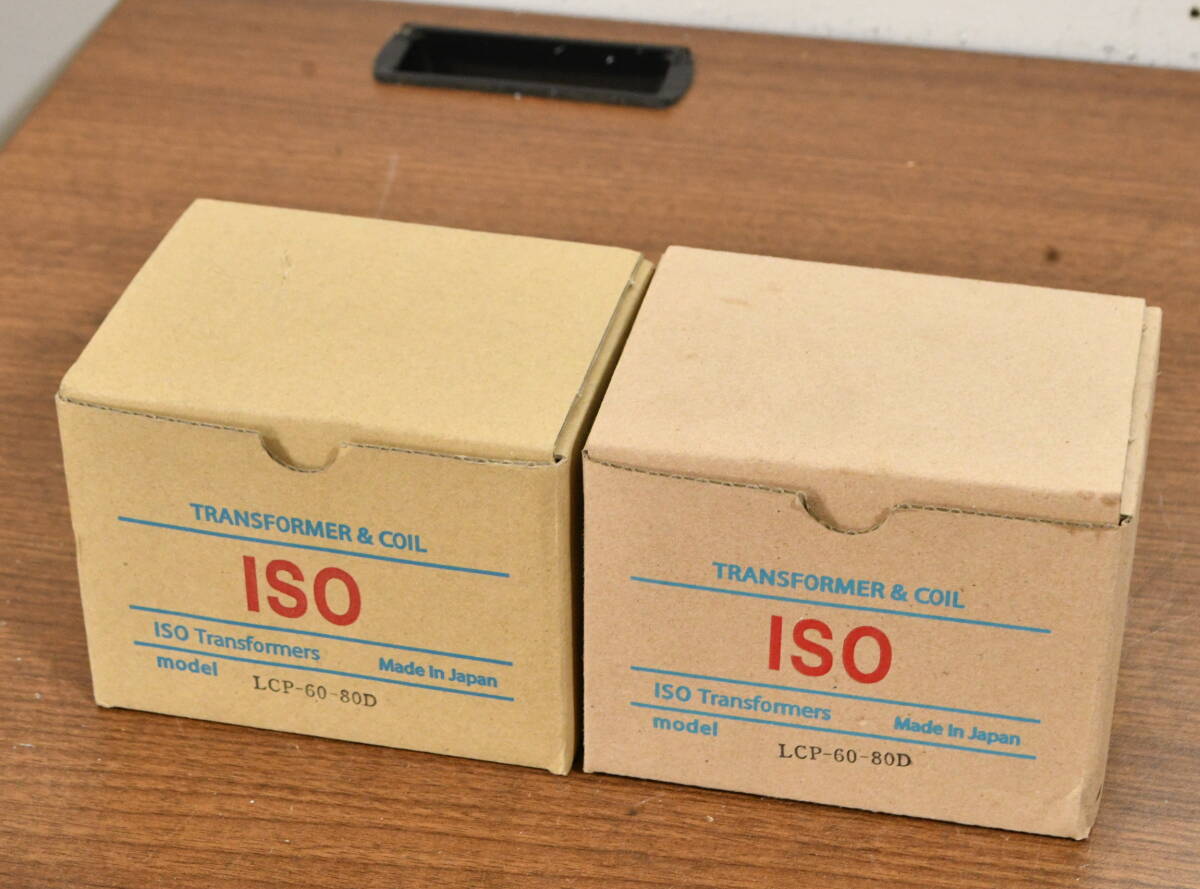 TRANSFORMER & COIL
ISO
ISO Transformers Made In Japan
model LCP-60-80D
TRANSFORMER & COIL
ISO
ISO Transformers Made In Japan
model LCP-60-80D